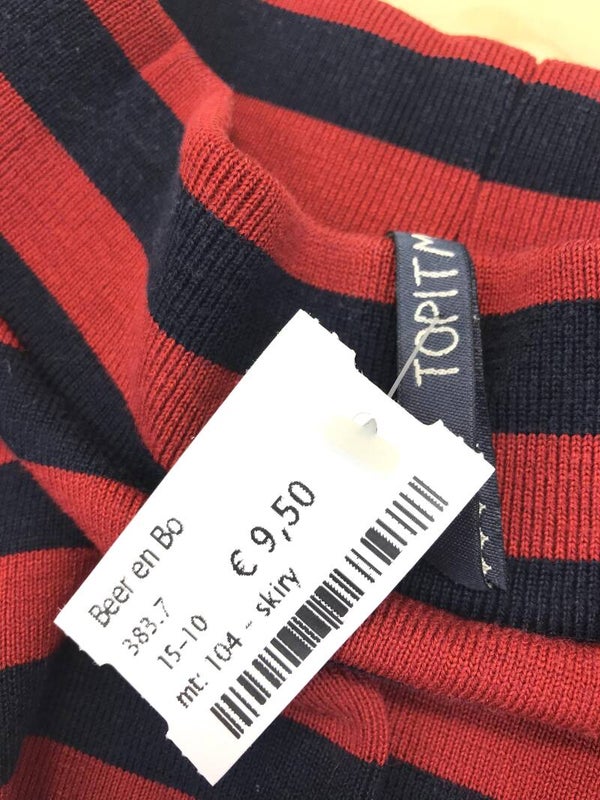 TOPITM
Beer en Bo
383.7
15-10
€ 9,50
mt: 104 - skiry